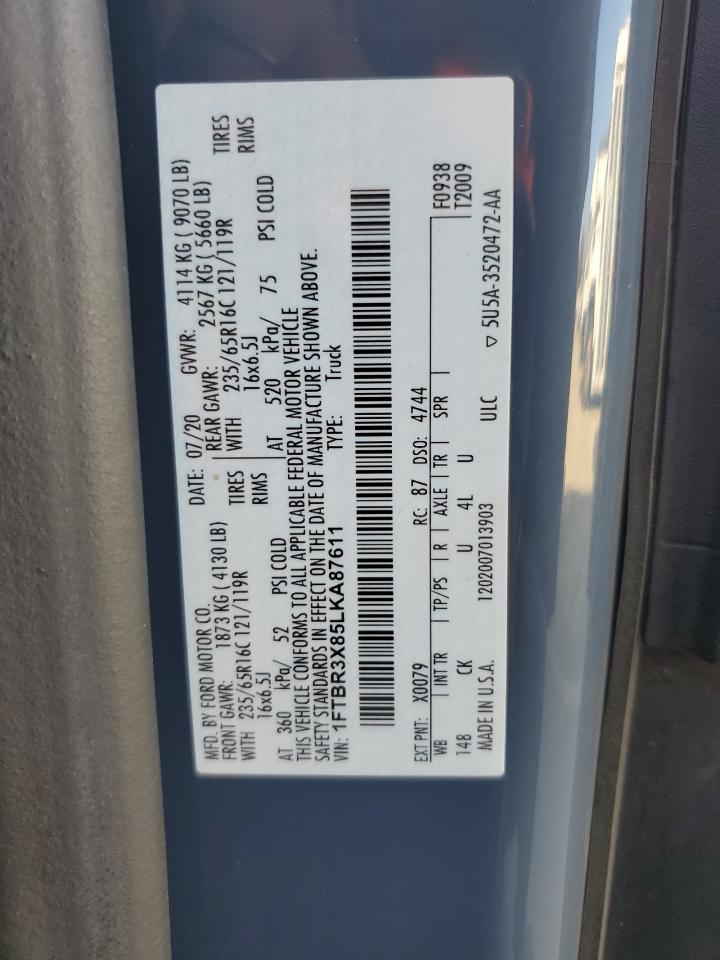 MFD. BY FORD MOTOR CO.
DATE: 07/20 GVWR: 4114 KG ( 9070 LB)
FRONT GAWR: 1873 KG ( 4130 LB) REAR GAWR: 2567 KG ( 5660 LB)
WITH 235/65R16C 121/119R TIRES WITH 235/65R16C 121/119R TIRES
16x6.5J RIMS 16x6.5J RIMS
AT 360 kPa/ 52 PSI COLD AT 520 kPa/ 75 PSI COLD
THIS VEHICLE CONFORMS TO ALL APPLICABLE FEDERAL MOTOR VEHICLE
SAFETY STANDARDS IN EFFECT ON THE DATE OF MANUFACTURE SHOWN ABOVE.
VIN: 1FTBR3X85LKA87611 TYPE: Truck
EXT PNT: X0079 RC: 87 DSO: 4744 F0938
WB INT TR TP/PS R AXLE TR SPR T2009
148 CK U 4L U
MADE IN U.S.A. 1202007013903 ULC ▽ 5U5A-3520472-AA